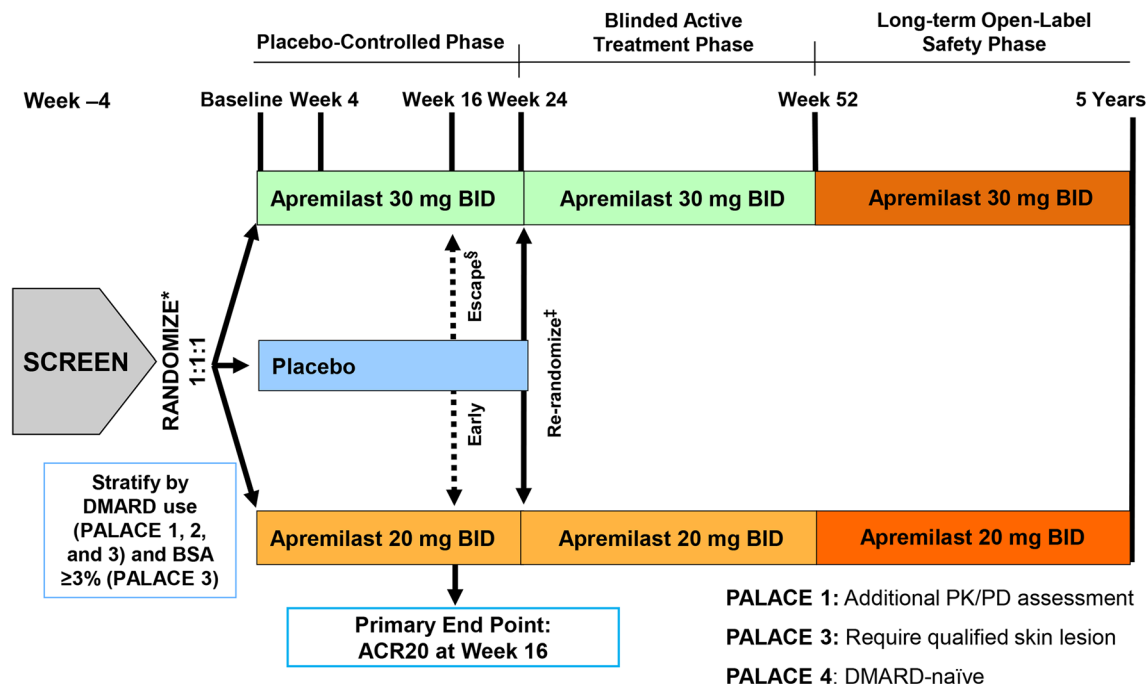 Placebo-Controlled Phase
Blinded Active
Treatment Phase
Long-term Open-Label
Safety Phase
Week –4
Baseline
Week 4
Week 16
Week 24
Week 52
5 Years
Apremilast 30 mg BID
Apremilast 30 mg BID
Apremilast 30 mg BID
SCREEN
RANDOMIZE*
1:1:1
Placebo
Early
Escape§
Re-randomize‡
Stratify by
DMARD use
(PALACE 1, 2,
and 3) and BSA
≥3% (PALACE 3)
Apremilast 20 mg BID
Apremilast 20 mg BID
Apremilast 20 mg BID
Primary End Point:
ACR20 at Week 16
PALACE 1: Additional PK/PD assessment
PALACE 3: Require qualified skin lesion
PALACE 4: DMARD-naïve